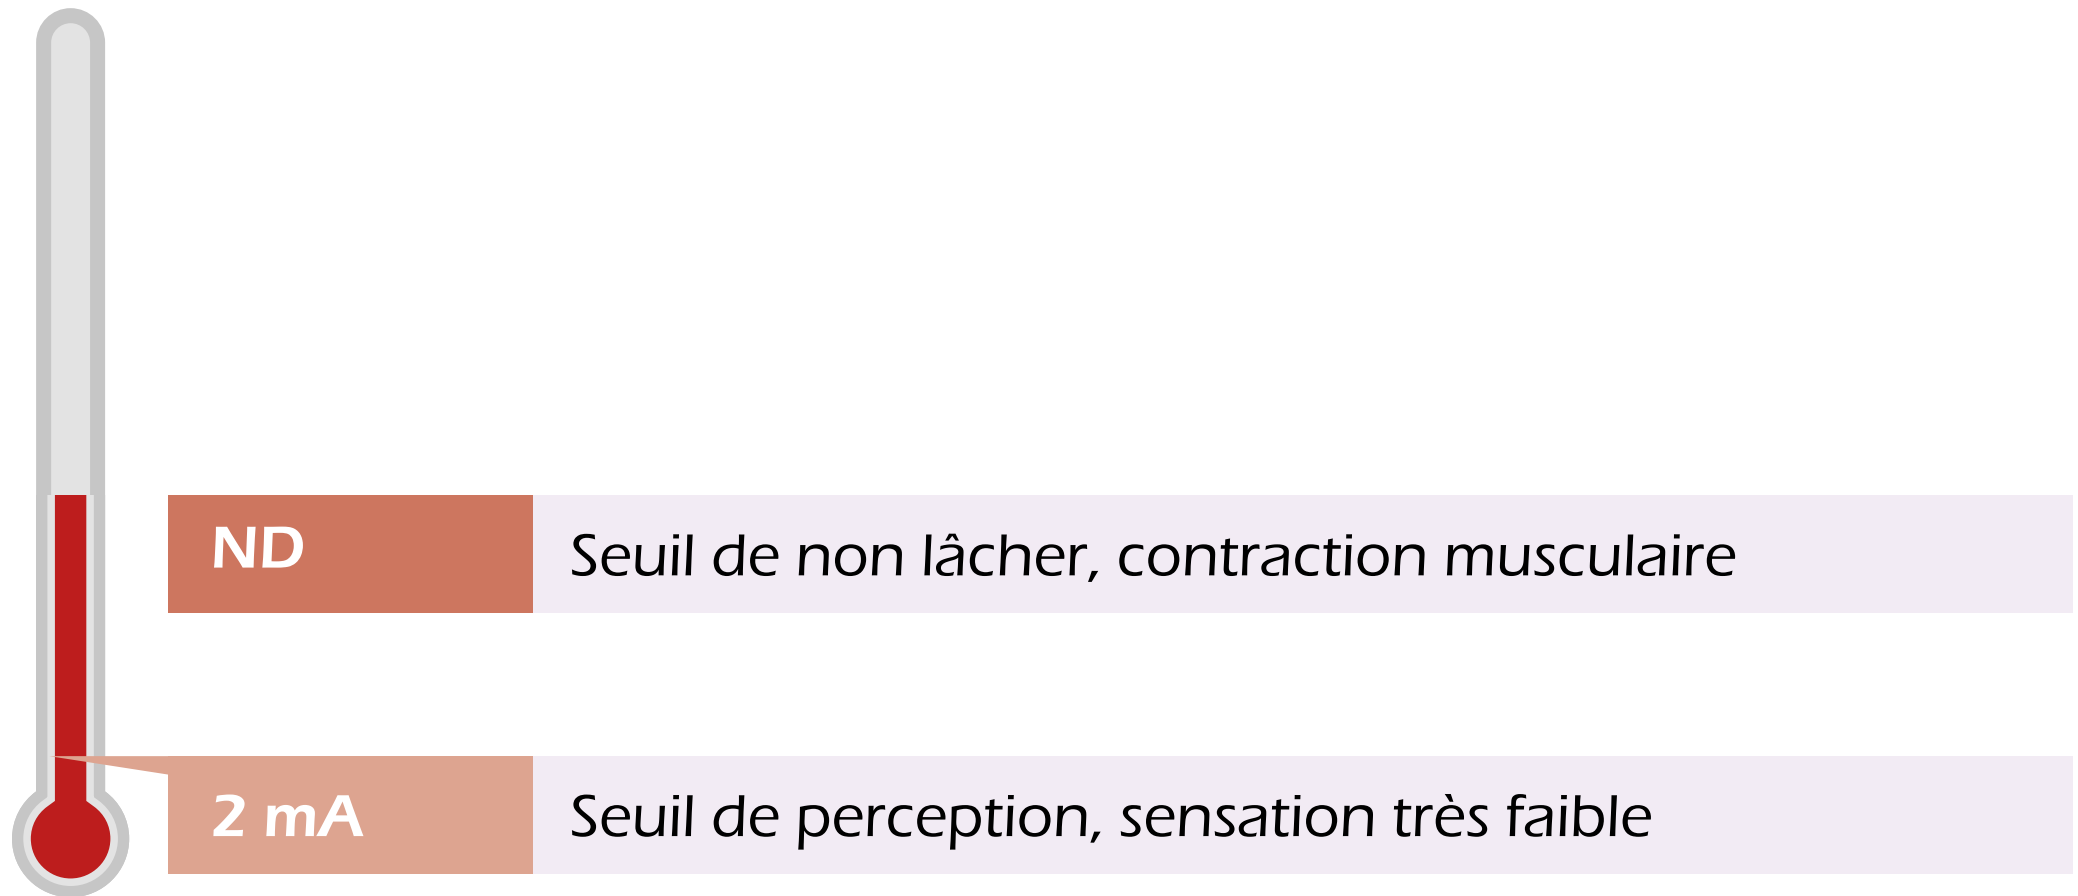 ND Seuil de non lâcher, contraction musculaire
2 mA Seuil de perception, sensation très faible